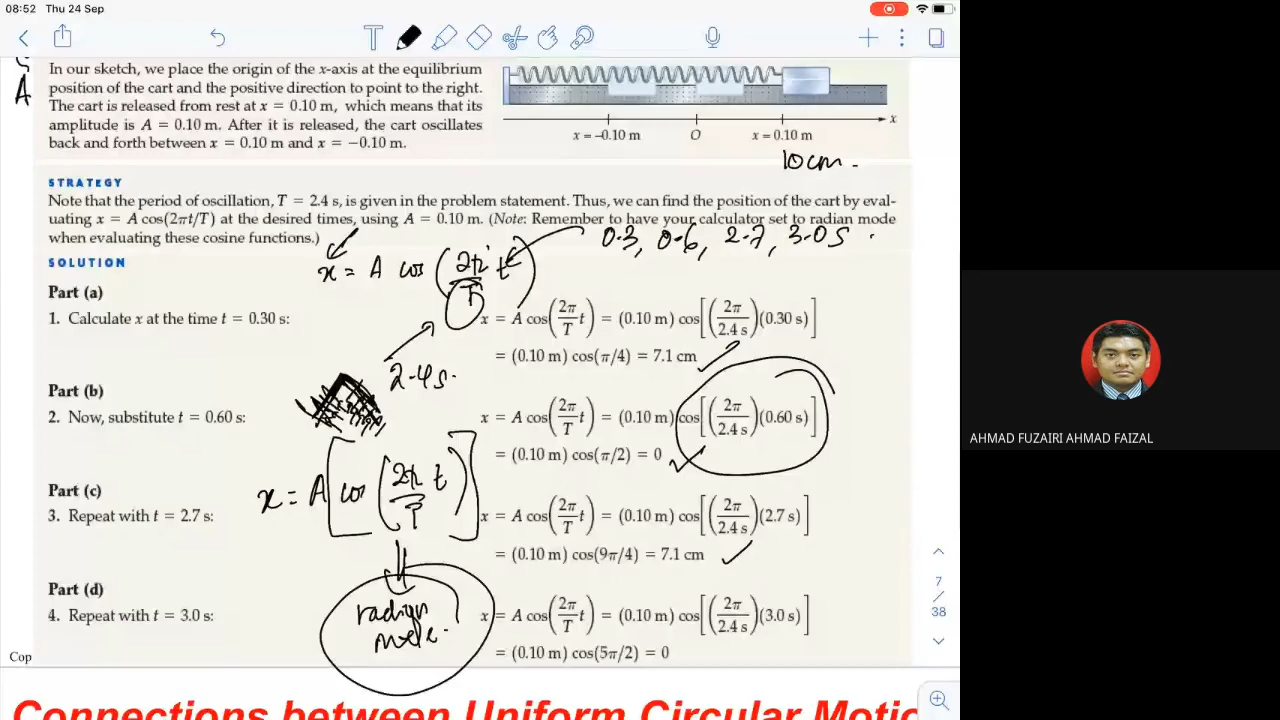 08:52 Thu 24 Sep
T
A
In our sketch, we place the origin of the x-axis at the equilibrium
position of the cart and the positive direction to point to the right.
The cart is released from rest at x = 0.10 m, which means that its
amplitude is A = 0.10 m. After it is released, the cart oscillates
back and forth between x = 0.10 m and x = −0.10 m.
x
x = −0.10 m O x = 0.10 m
10 cm.
STRATEGY
Note that the period of oscillation, T = 2.4 s, is given in the problem statement. Thus, we can find the position of the cart by eval-
uating x = A cos(2πt/T) at the desired times, using A = 0.10 m. (Note: Remember to have your calculator set to radian mode
when evaluating these cosine functions.)
0.3, 0.6, 2.7, 3.0 s.
SOLUTION
x = A cos (2π/T t)
Part (a)
1. Calculate x at the time t = 0.30 s:
x = A cos(2π/T t) = (0.10 m) cos[(2π/2.4 s)(0.30 s)]
= (0.10 m) cos(π/4) = 7.1 cm
2.4 s.
Part (b)
2. Now, substitute t = 0.60 s:
x = A cos(2π/T t) = (0.10 m) cos[(2π/2.4 s)(0.60 s)]
= (0.10 m) cos(π/2) = 0
x = A [cos (2π/T t)]
Part (c)
3. Repeat with t = 2.7 s:
x = A cos(2π/T t) = (0.10 m) cos[(2π/2.4 s)(2.7 s)]
= (0.10 m) cos(9π/4) = 7.1 cm
radian
mode.
Part (d)
4. Repeat with t = 3.0 s:
x = A cos(2π/T t) = (0.10 m) cos[(2π/2.4 s)(3.0 s)]
= (0.10 m) cos(5π/2) = 0
Cop
7
/
38
Connections between Uniform Circular Motio
AHMAD FUZAIRI AHMAD FAIZAL